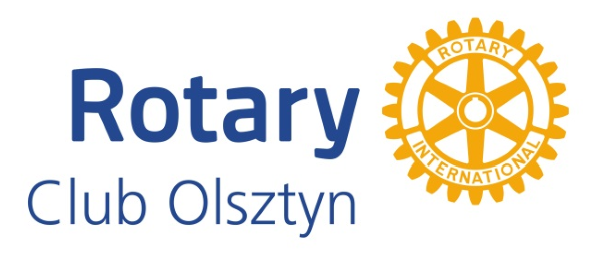 Rotary
Club Olsztyn
ROTARY
INTERNATIONAL